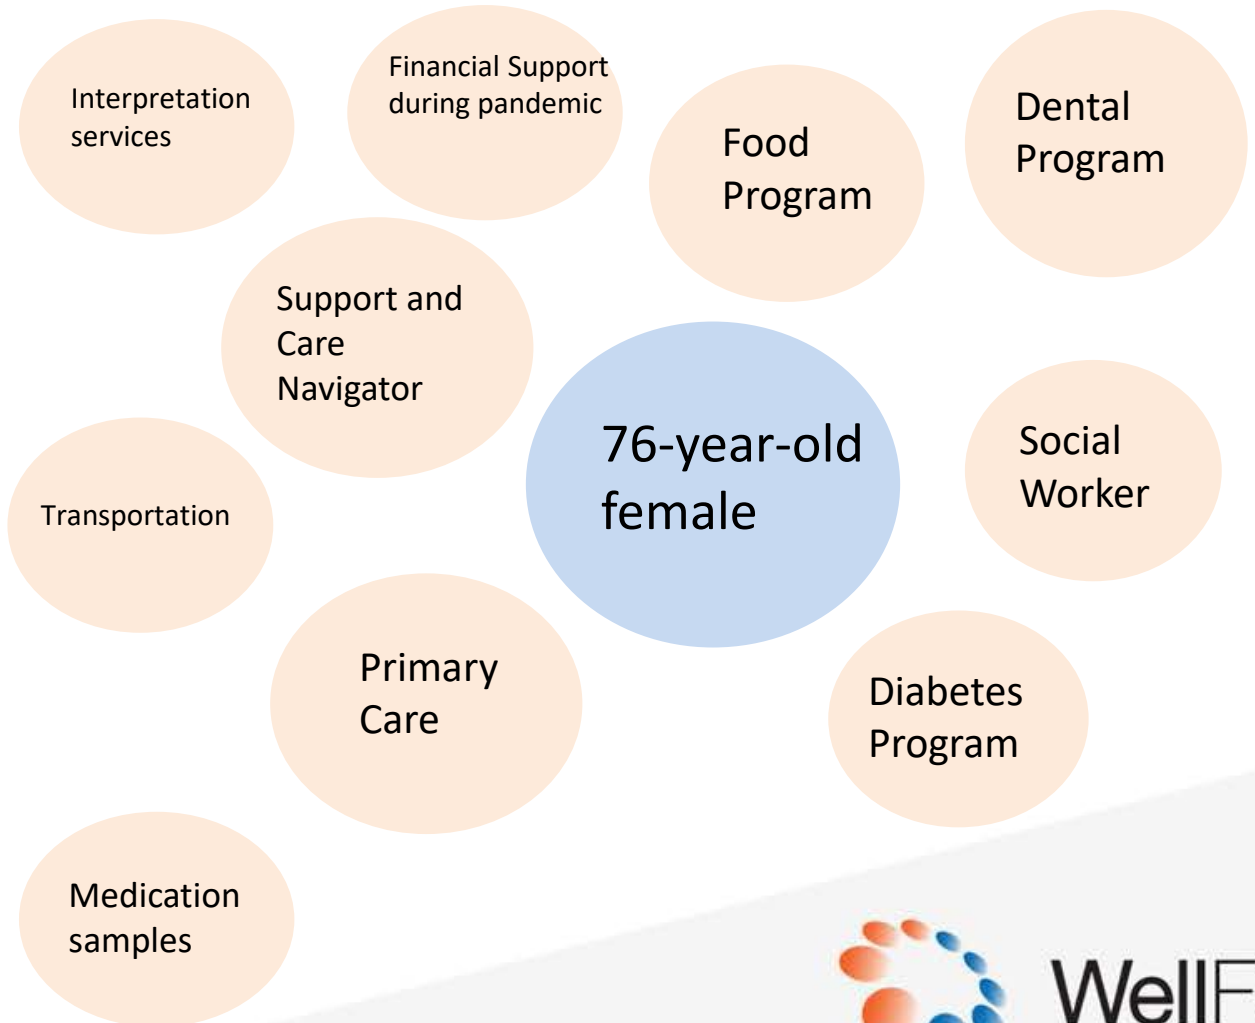 Interpretation
services
Financial Support
during pandemic
Food
Program
Dental
Program
Support and
Care
Navigator
76-year-old
female
Social
Worker
Transportation
Primary
Care
Diabetes
Program
Medication
samples
WellF